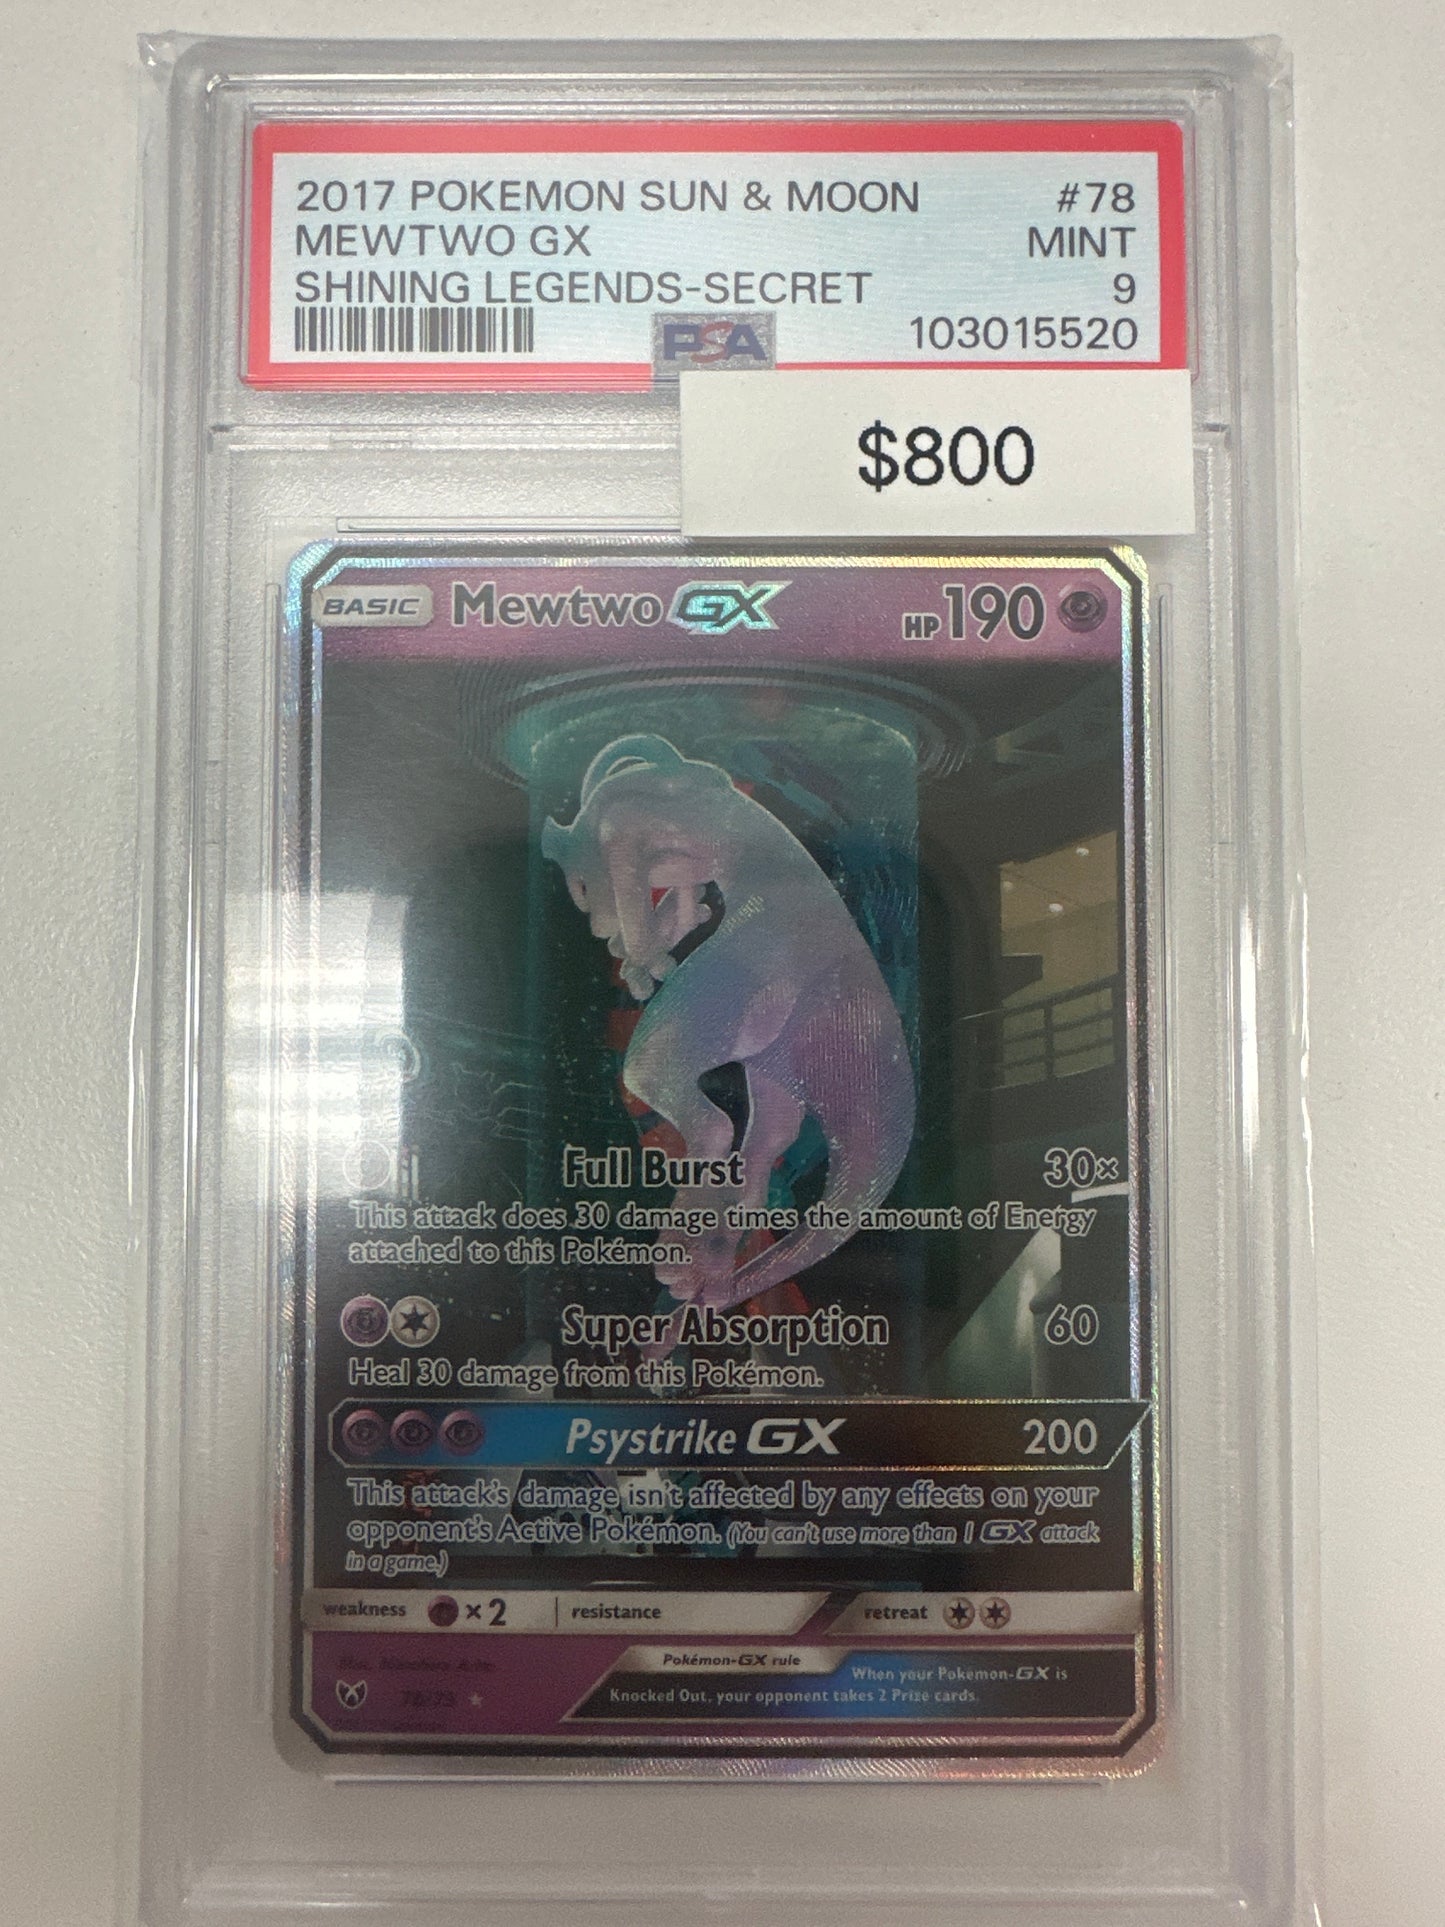 2017 POKEMON SUN & MOON #78
MEWTWO GX MINT
SHINING LEGENDS-SECRET 9
PSA 103015520
$800
BASIC Mewtwo GX HP 190
Full Burst 30×
This attack does 30 damage times the amount of Energy
attached to this Pokémon.
Super Absorption 60
Heal 30 damage from this Pokémon.
Psystrike GX 200
This attack's damage isn't affected by any effects on your
opponent's Active Pokémon. (You can't use more than 1 GX attack
in a game.)
weakness ×2 resistance retreat
Pokémon-GX rule
When your Pokémon-GX is
Knocked Out, your opponent takes 2 Prize cards.